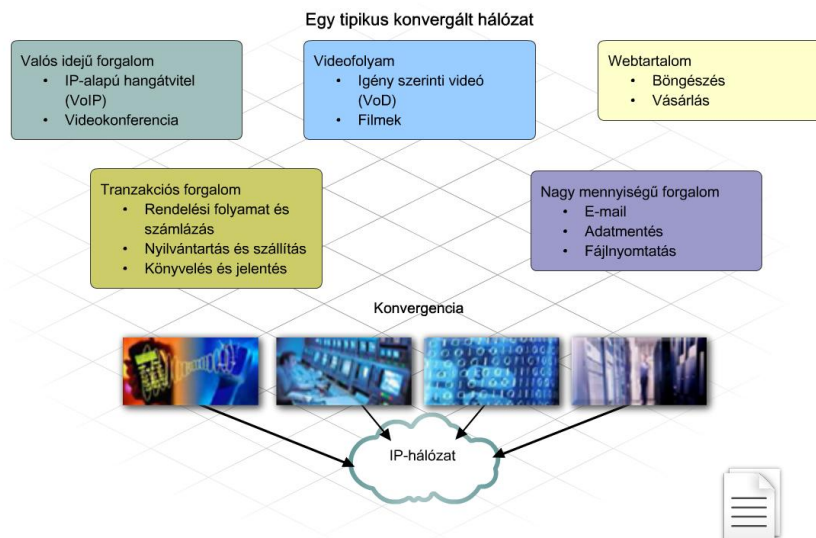 Egy tipikus konvergált hálózat
Valós idejű forgalom
• IP-alapú hangátvitel
(VoIP)
• Videokonferencia
Videofolyam
• Igény szerinti videó
(VoD)
• Filmek
Webtartalom
• Böngészés
• Vásárlás
Tranzakciós forgalom
• Rendelési folyamat és
számlázás
• Nyilvántartás és szállítás
• Könyvelés és jelentés
Nagy mennyiségű forgalom
• E-mail
• Adatmentés
• Fájlnyomtatás
Konvergencia
IP-hálózat